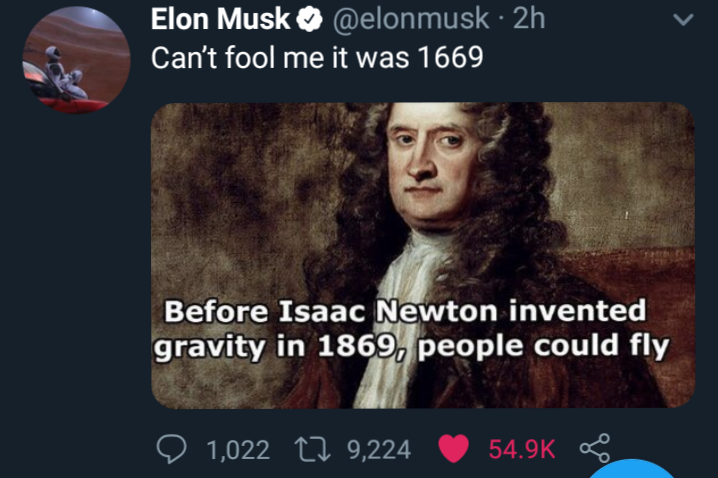 Elon Musk @elonmusk · 2h
Can't fool me it was 1669
Before Isaac Newton invented
gravity in 1869, people could fly
1,022 9,224 54.9K